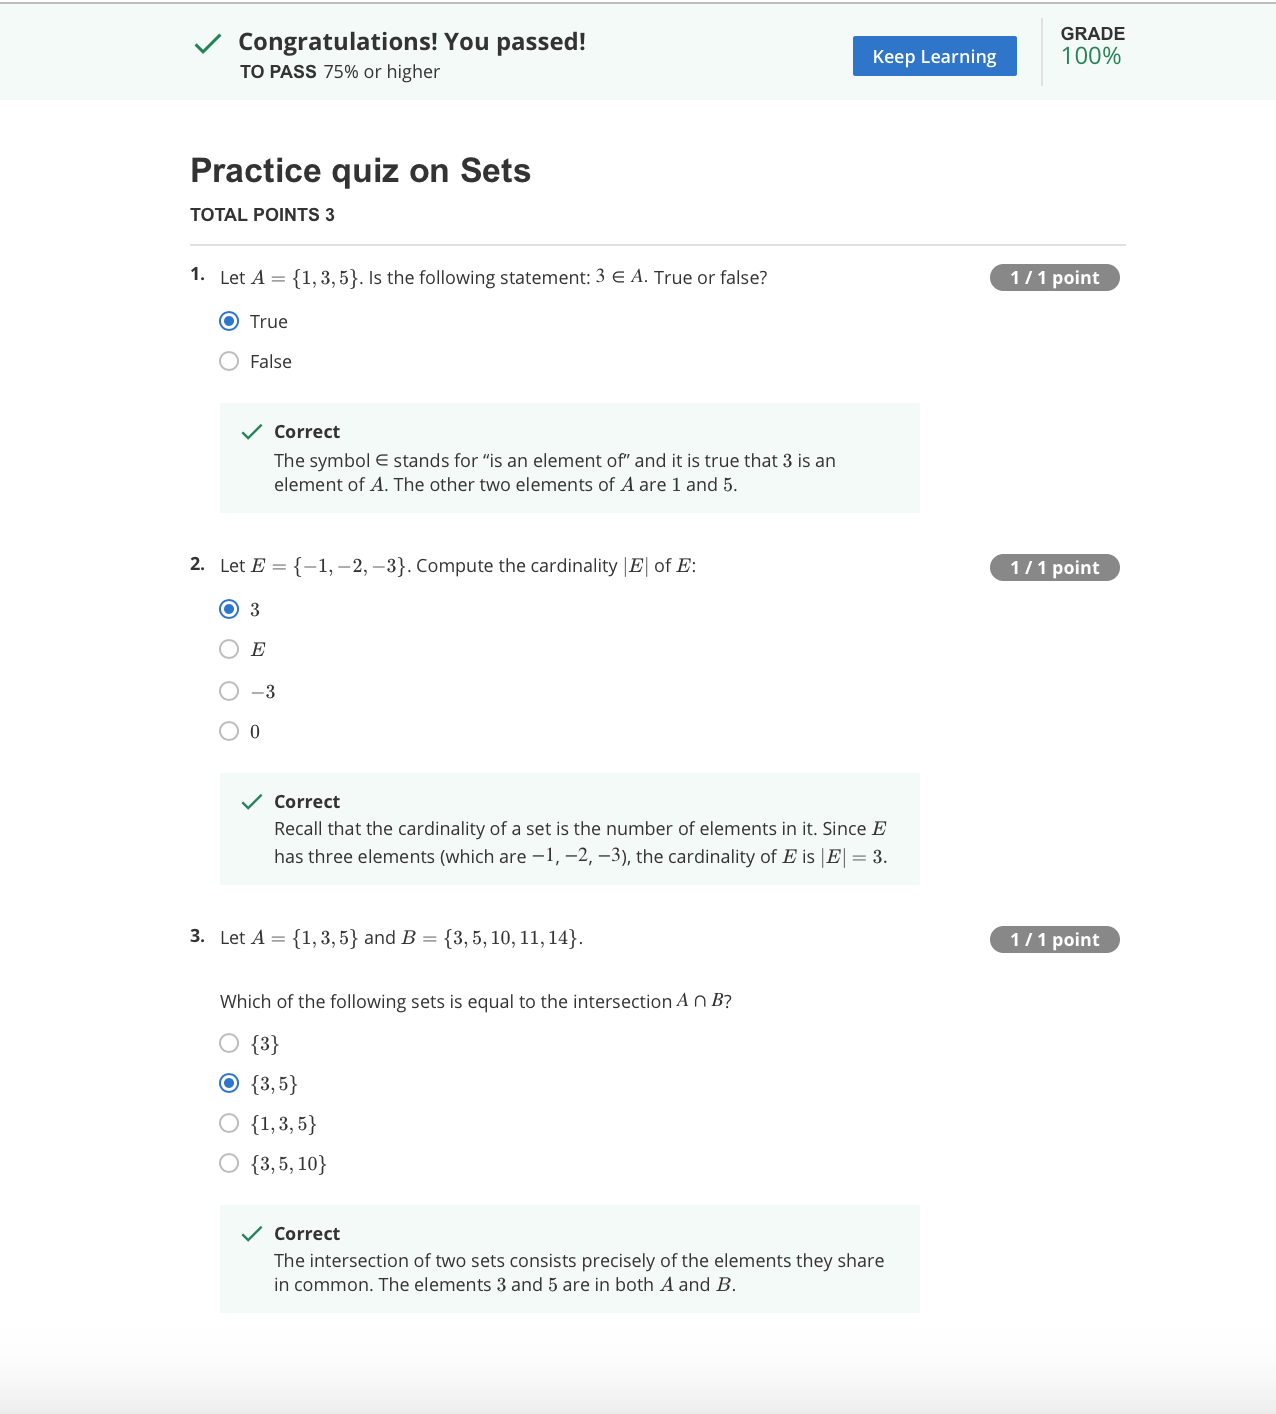 Congratulations! You passed!
TO PASS 75% or higher
Keep Learning
GRADE
100%
Practice quiz on Sets
TOTAL POINTS 3
1. Let A = {1, 3, 5}. Is the following statement: 3 ∈ A. True or false?
1 / 1 point
True
False
Correct
The symbol ∈ stands for “is an element of” and it is true that 3 is an
element of A. The other two elements of A are 1 and 5.
2. Let E = {−1, −2, −3}. Compute the cardinality |E| of E:
1 / 1 point
3
E
−3
0
Correct
Recall that the cardinality of a set is the number of elements in it. Since E
has three elements (which are −1, −2, −3), the cardinality of E is |E| = 3.
3. Let A = {1, 3, 5} and B = {3, 5, 10, 11, 14}.
1 / 1 point
Which of the following sets is equal to the intersection A ∩ B?
{3}
{3, 5}
{1, 3, 5}
{3, 5, 10}
Correct
The intersection of two sets consists precisely of the elements they share
in common. The elements 3 and 5 are in both A and B.